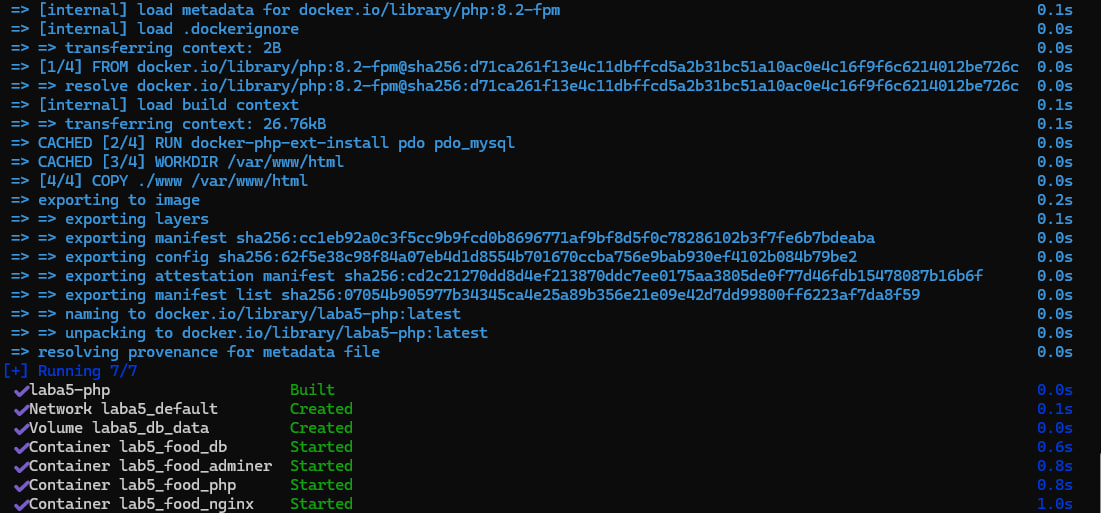 => [internal] load metadata for docker.io/library/php:8.2-fpm 0.1s
=> [internal] load .dockerignore 0.0s
=> => transferring context: 2B 0.0s
=> [1/4] FROM docker.io/library/php:8.2-fpm@sha256:d71ca261f13e4c11dbffcd5a2b31bc51a10ac0e4c16f9f6c6214012be726c 0.0s
=> => resolve docker.io/library/php:8.2-fpm@sha256:d71ca261f13e4c11dbffcd5a2b31bc51a10ac0e4c16f9f6c6214012be726c 0.0s
=> [internal] load build context 0.1s
=> => transferring context: 26.76kB 0.1s
=> CACHED [2/4] RUN docker-php-ext-install pdo pdo_mysql 0.0s
=> CACHED [3/4] WORKDIR /var/www/html 0.0s
=> [4/4] COPY ./www /var/www/html 0.0s
=> exporting to image 0.2s
=> => exporting layers 0.1s
=> => exporting manifest sha256:cc1eb92a0c3f5cc9b9fcd0b8696771af9bf8d5f0c78286102b3f7fe6b7bdeaba 0.0s
=> => exporting config sha256:62f5e38c98f84a07eb4d1d8554b701670ccba756e9bab930ef4102b084b79be2 0.0s
=> => exporting attestation manifest sha256:cd2c21270dd8d4ef213870ddc7ee0175aa3805de0f77d46fdb15478087b16b6f 0.0s
=> => exporting manifest list sha256:07054b905977b34345ca4e25a89b356e21e09e42d7dd99800ff6223af7da8f59 0.0s
=> => naming to docker.io/library/laba5-php:latest 0.0s
=> => unpacking to docker.io/library/laba5-php:latest 0.0s
=> resolving provenance for metadata file 0.0s
[+] Running 7/7
✔laba5-php Built 0.0s
✔Network laba5_default Created 0.1s
✔Volume laba5_db_data Created 0.0s
✔Container lab5_food_db Started 0.6s
✔Container lab5_food_adminer Started 0.8s
✔Container lab5_food_php Started 0.8s
✔Container lab5_food_nginx Started 1.0s